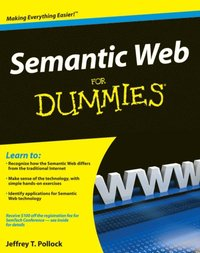 Making Everything Easier!™
Semantic Web
FOR
DUMMIES®
Learn to:
• Recognize how the Semantic Web differs
from the traditional Internet
• Make sense of the technology, with
simple hands-on exercises
• Identify applications for Semantic
Web technology
WWW
Receive $100 off the registration fee for
SemTech Conference — see inside
for details
Jeffrey T. Pollock